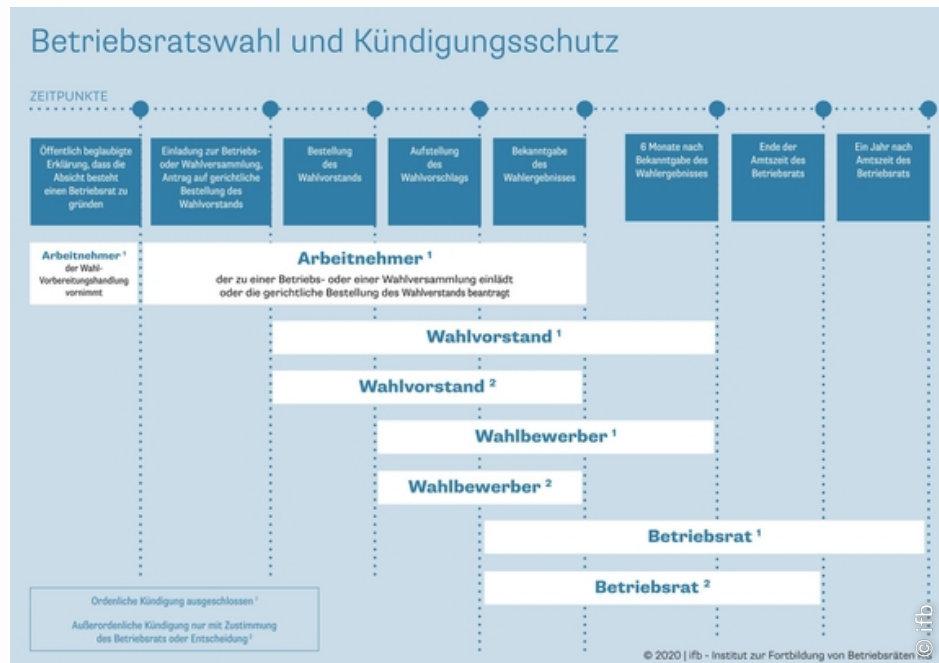 Betriebsratswahl und Kündigungsschutz
ZEITPUNKTE
Öffentlich beglaubigte
Erklärung, dass die
Absicht besteht
einen Betriebsrat zu
gründen
Einladung zur Betriebs-
oder Wahlversammlung,
Antrag auf gerichtliche
Bestellung des
Wahlvorstands
Bestellung
des
Wahlvorstands
Aufstellung
des
Wahlvorschlags
Bekanntgabe
des
Wahlergebnisses
6 Monate nach
Bekanntgabe des
Wahlergebnisses
Ende der
Amtszeit des
Betriebsrats
Ein Jahr nach
Amtszeit des
Betriebsrats
Arbeitnehmer ¹
der Wahl-
Vorbereitungshandlung
vornimmt
Arbeitnehmer ¹
der zu einer Betriebs- oder einer Wahlversammlung einlädt
oder die gerichtliche Bestellung des Wahlverstands beantragt
Wahlvorstand ¹
Wahlvorstand ²
Wahlbewerber ¹
Wahlbewerber ²
Betriebsrat ¹
Betriebsrat ²
Ordenliche Kündigung ausgeschlossen ¹
Außerordenliche Kündigung nur mit Zustimmung
des Betriebsrats oder Entscheidung ²
© 2020 | ifb - Institut zur Fortbildung von Betriebsräten
© ifb